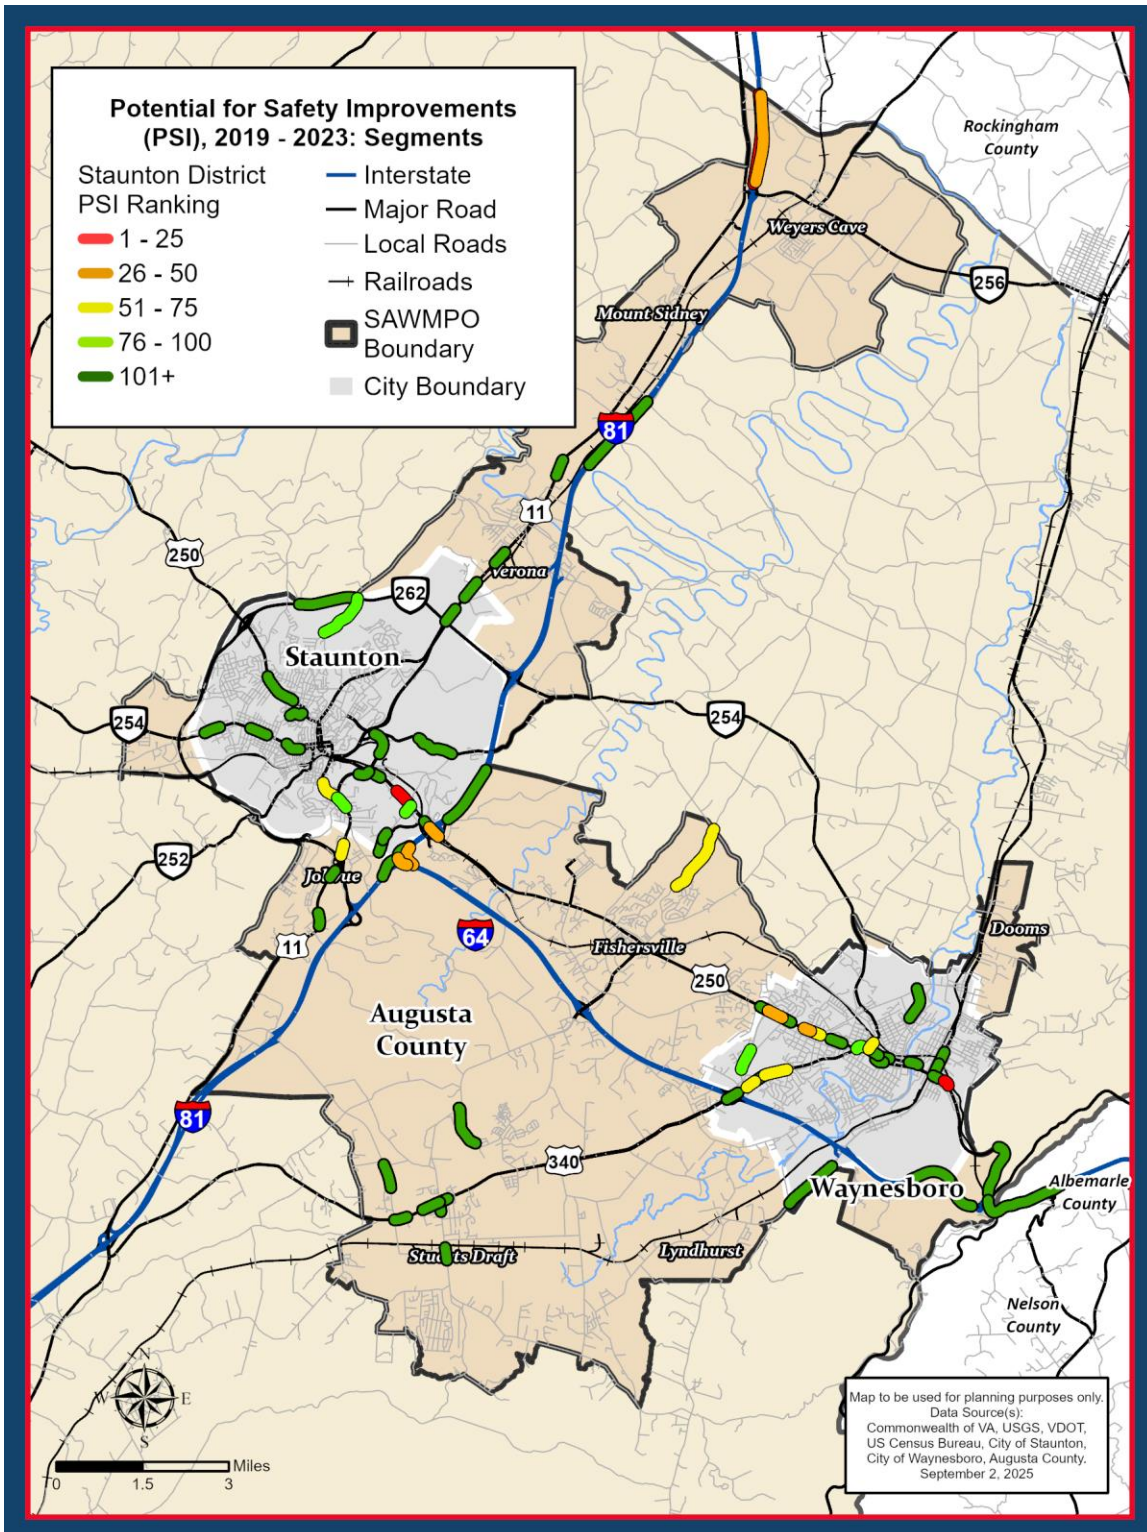 Potential for Safety Improvements
(PSI), 2019 - 2023: Segments
Staunton District
PSI Ranking
1 - 25
26 - 50
51 - 75
76 - 100
101+
Interstate
Major Road
Local Roads
Railroads
SAWMPO
Boundary
City Boundary
Rockingham
County
Weyers Cave
256
Mount Sidney
81
11
250
Verona
262
Staunton
254
254
252
Jolivue
11
64
Fishersville
Dooms
250
Augusta
County
81
340
Waynesboro
Albemarle
County
Stuarts Draft
Lyndhurst
Nelson
County
N
W
E
S
Miles
0
1.5
3
Map to be used for planning purposes only.
Data Source(s):
Commonwealth of VA, USGS, VDOT,
US Census Bureau, City of Staunton,
City of Waynesboro, Augusta County.
September 2, 2025